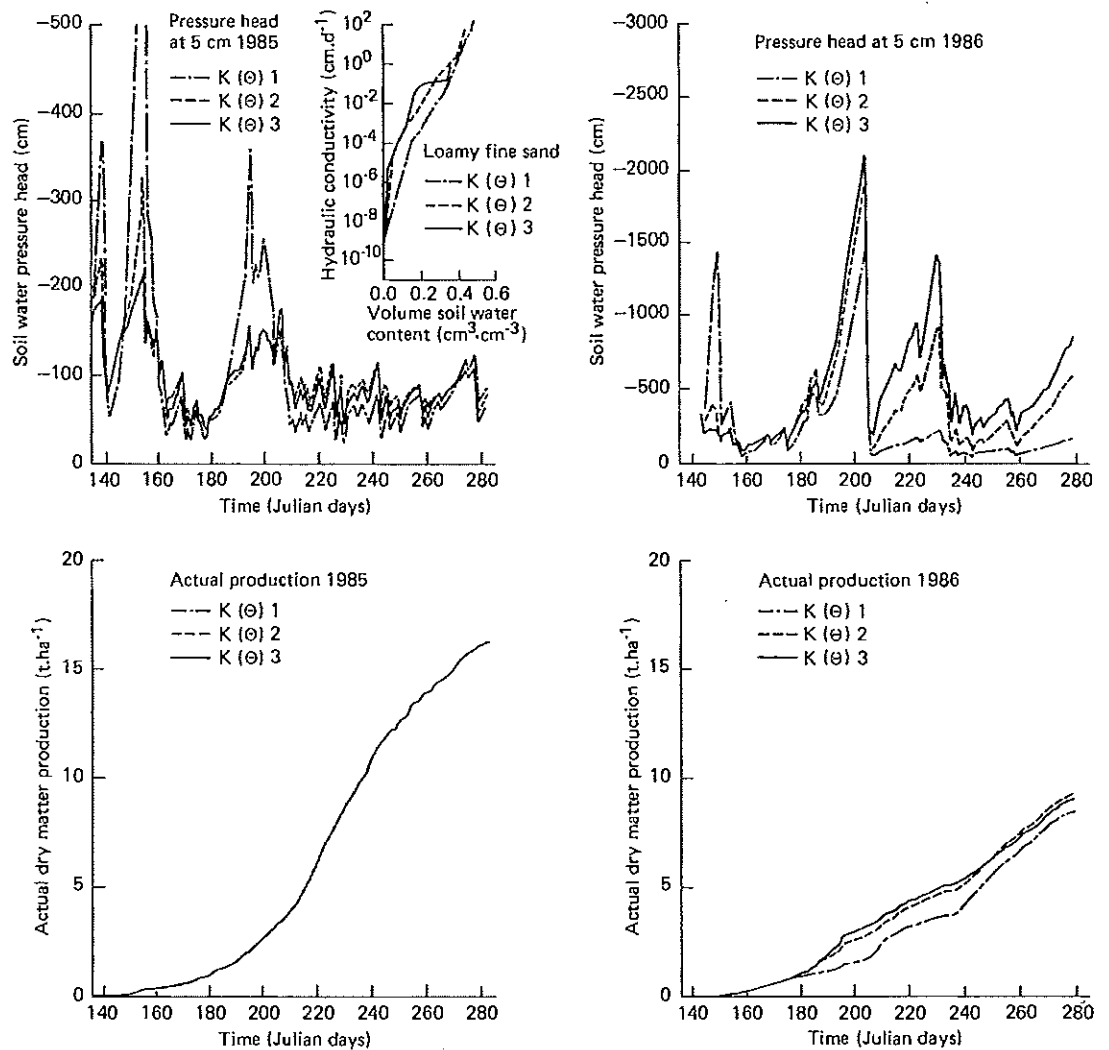 Pressure head
at 5 cm 1985
K (Θ) 1
K (Θ) 2
K (Θ) 3
Soil water pressure head (cm)
-500
-400
-300
-200
-100
0
140 160 180 200 220 240 260 280
Time (Julian days)
Hydraulic conductivity (cm.d⁻¹)
10²
10⁰
10⁻²
10⁻⁴
10⁻⁶
10⁻⁸
10⁻¹⁰
Loamy fine sand
K (Θ) 1
K (Θ) 2
K (Θ) 3
0.0 0.2 0.4 0.6
Volume soil water
content (cm³.cm⁻³)
Pressure head at 5 cm 1986
K (Θ) 1
K (Θ) 2
K (Θ) 3
Soil water pressure head (cm)
-3000
-2500
-2000
-1500
-1000
-500
0
140 160 180 200 220 240 260 280
Time (Julian days)
Actual production 1985
K (Θ) 1
K (Θ) 2
K (Θ) 3
Actual dry matter production (t.ha⁻¹)
20
15
10
5
0
140 160 180 200 220 240 260 280
Time (Julian days)
Actual production 1986
K (Θ) 1
K (Θ) 2
K (Θ) 3
Actual dry matter production (t.ha⁻¹)
20
15
10
5
0
140 160 180 200 220 240 260 280
Time (Julian days)